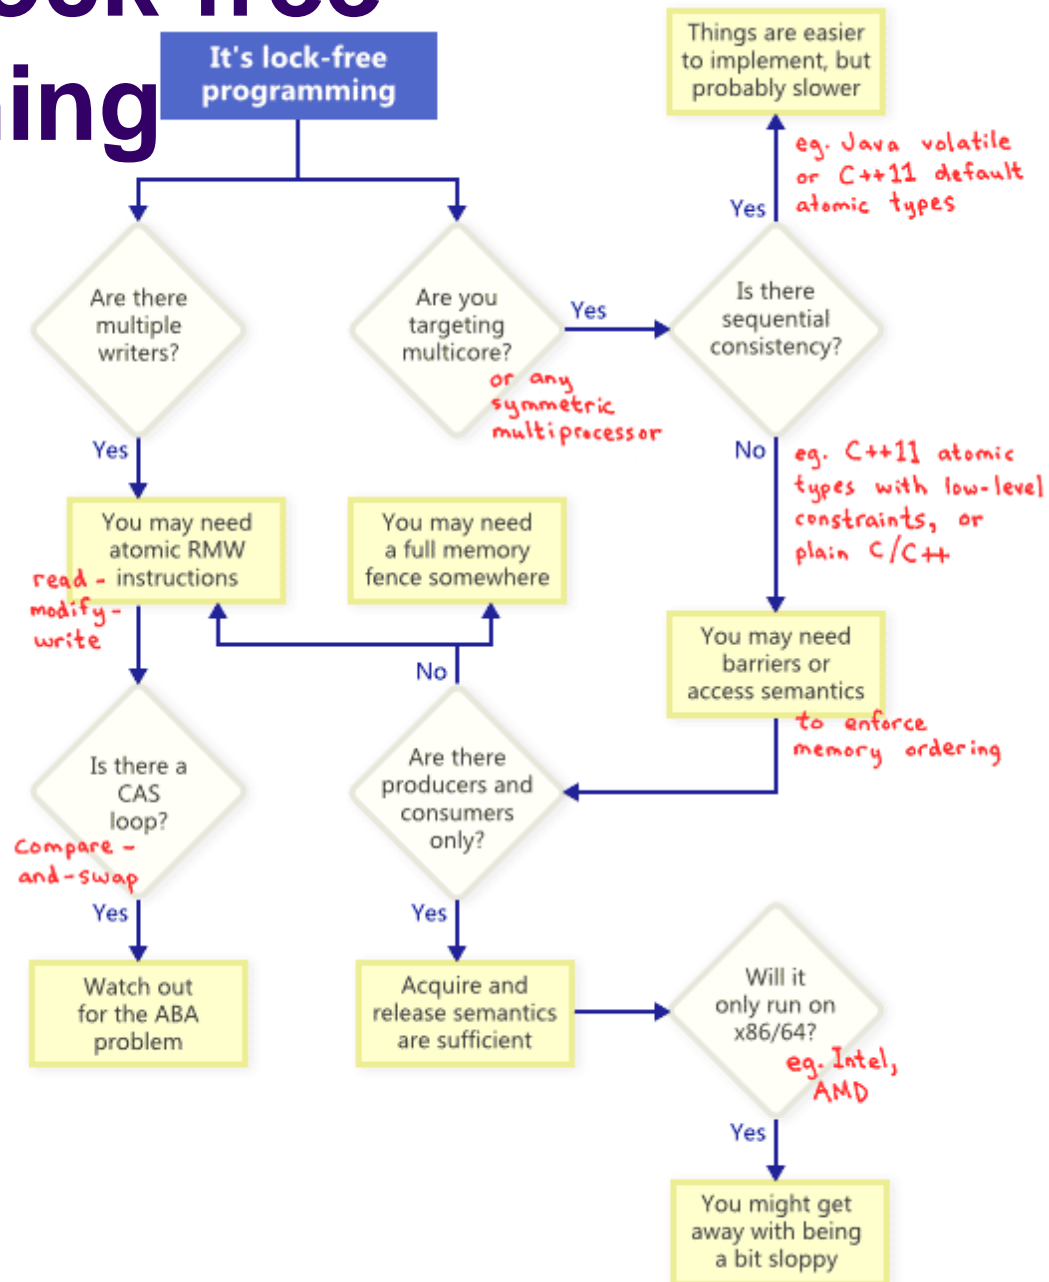 ock-free
ning
It's lock-free
programming
Things are easier
to implement, but
probably slower
eg. Java volatile
or C++11 default
atomic types
Yes
Are there
multiple
writers?
Are you
targeting
multicore?
or any
symmetric
multiprocessor
Yes
Is there
sequential
consistency?
Yes
No
eg. C++11 atomic
types with low-level
constraints, or
plain C/C++
You may need
atomic RMW
instructions
read-
modify-
write
You may need
a full memory
fence somewhere
You may need
barriers or
access semantics
to enforce
memory ordering
No
Is there a
CAS
loop?
Compare-
and-swap
Are there
producers and
consumers
only?
Yes
Yes
Watch out
for the ABA
problem
Acquire and
release semantics
are sufficient
Will it
only run on
x86/64?
eg. Intel,
AMD
Yes
You might get
away with being
a bit sloppy